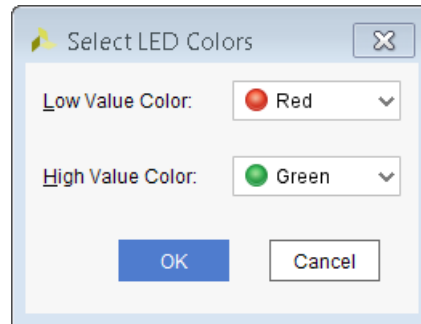 Select LED Colors
Low Value Color: Red
High Value Color: Green
OK Cancel